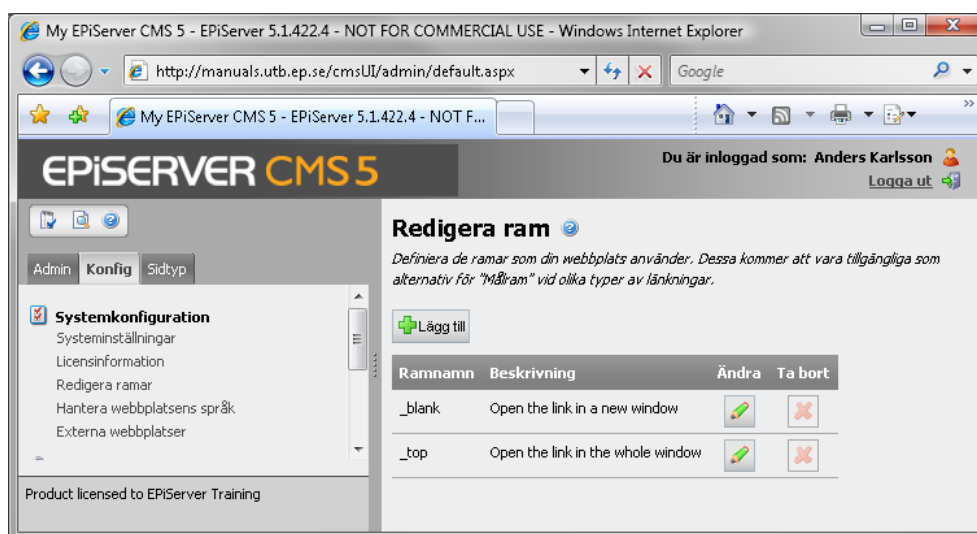 My EPiServer CMS 5 - EPiServer 5.1.422.4 - NOT FOR COMMERCIAL USE - Windows Internet Explorer
http://manuals.utb.ep.se/cmsUI/admin/default.aspx
Google
My EPiServer CMS 5 - EPiServer 5.1.422.4 - NOT F...
EPiSERVER CMS 5
Du är inloggad som: Anders Karlsson
Logga ut
Admin Konfig Sidtyp
Systemkonfiguration
Systeminställningar
Licensinformation
Redigera ramar
Hantera webbplatsens språk
Externa webbplatser
Product licensed to EPiServer Training
Redigera ram
Definiera de ramar som din webbplats använder. Dessa kommer att vara tillgängliga som
alternativ för "Målram" vid olika typer av länkningar.
Lägg till
Ramnamn Beskrivning Ändra Ta bort
_blank Open the link in a new window
_top Open the link in the whole window